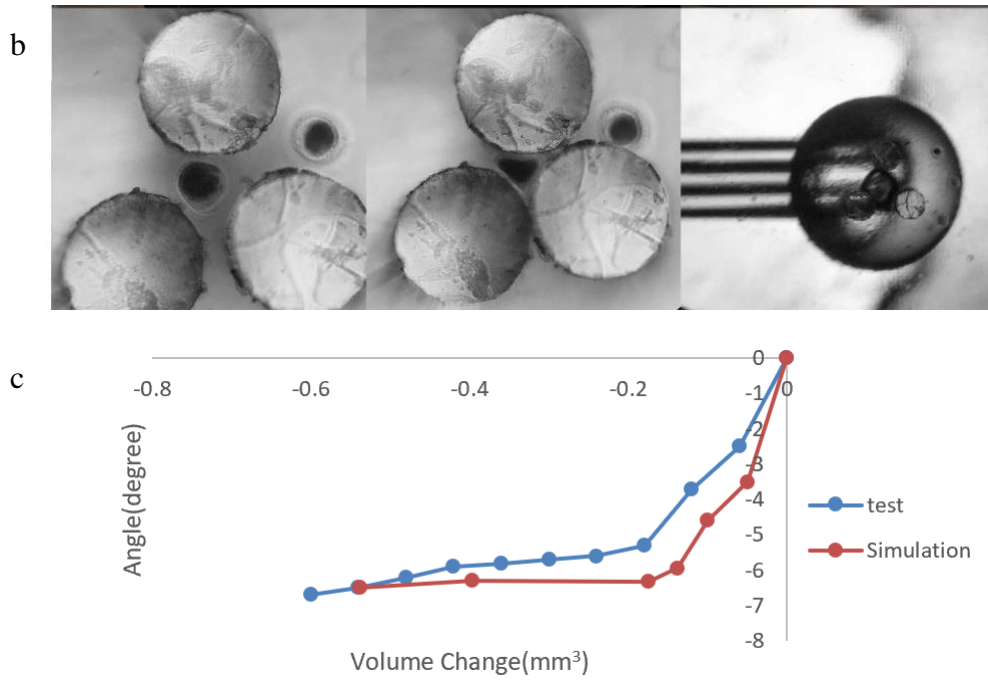 b
c
0
-0.8 -0.6 -0.4 -0.2 0
-1
-2
-3
-4
-5
-6
-7
-8
Angle(degree)
test
Simulation
Volume Change(mm³)